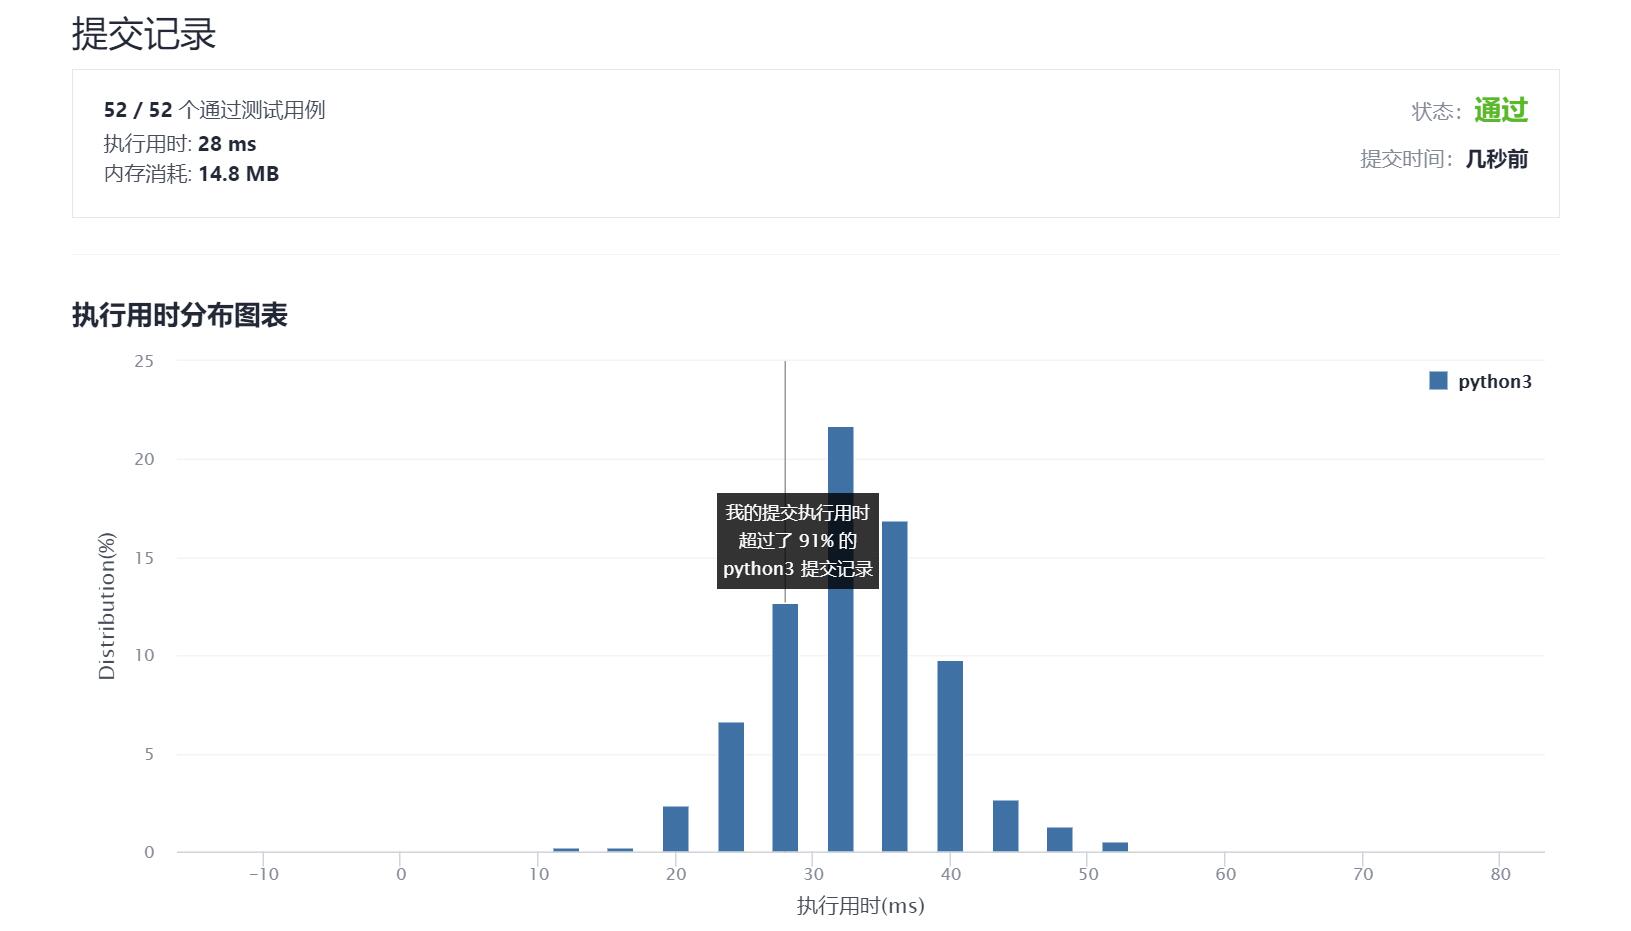 提交记录
52 / 52 个通过测试用例
状态：通过
执行用时: 28 ms
提交时间：几秒前
内存消耗: 14.8 MB
执行用时分布图表
25
python3
20
我的提交执行用时
超过了 91% 的
python3 提交记录
15
Distribution(%)
10
5
0
−10
0
10
20
30
40
50
60
70
80
执行用时(ms)